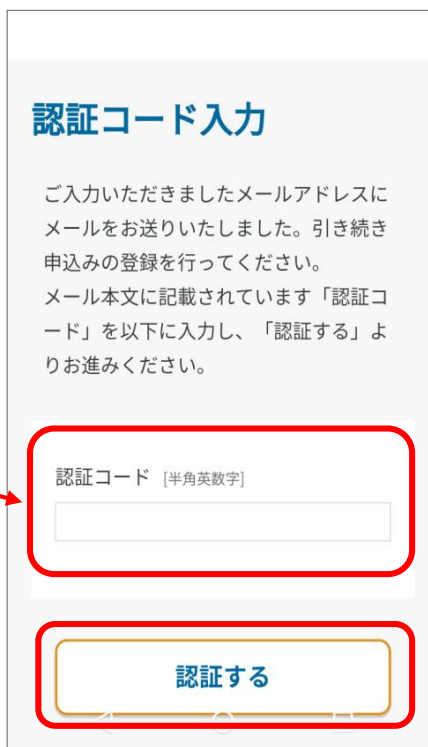 認証コード入力
ご入力いただきましたメールアドレスに
メールをお送りいたしました。引き続き
申込みの登録を行ってください。
メール本文に記載されています「認証コ
ード」を以下に入力し、「認証する」よ
りお進みください。
認証コード [半角英数字]
認証する